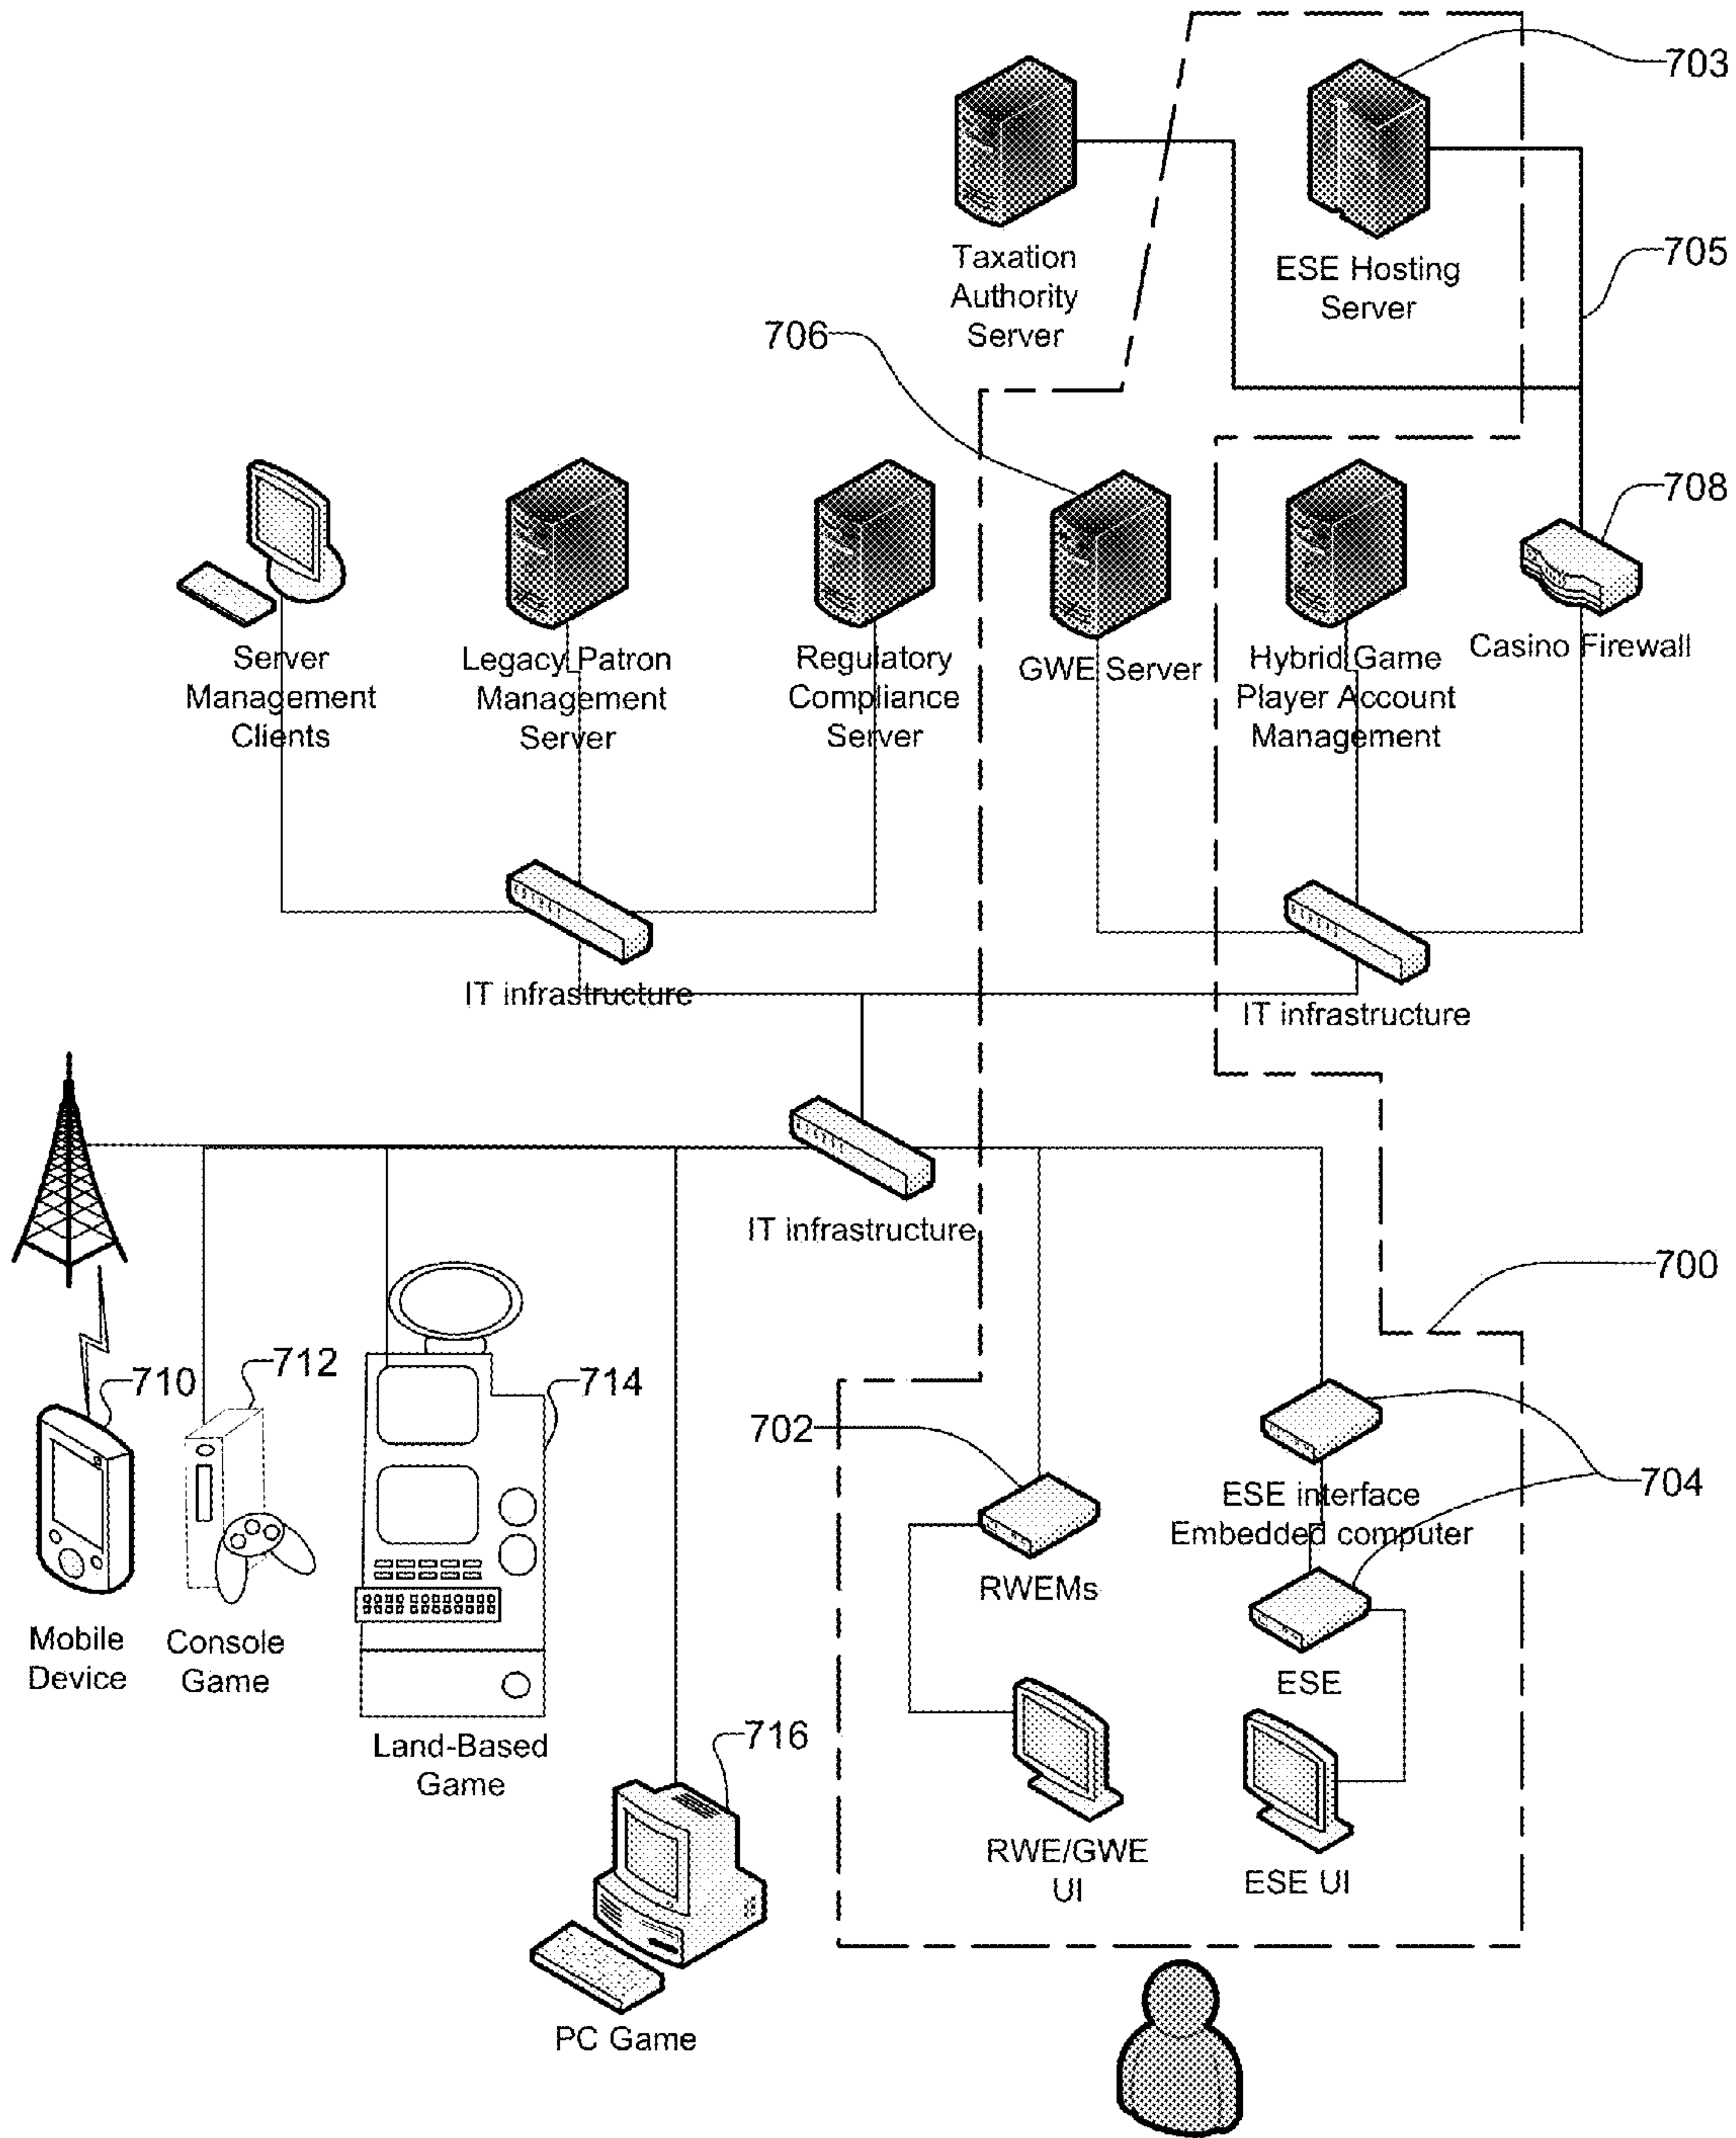 703
Taxation
Authority
Server
ESE Hosting
Server
705
706
708
Server
Management
Clients
Legacy Patron
Management
Server
Regulatory
Compliance
Server
GWE Server
Hybrid Game
Player Account
Management
Casino Firewall
IT infrastructure
IT infrastructure
IT infrastructure
700
710
712
714
702
704
ESE interface
Embedded computer
RWEMs
ESE
Mobile
Device
Console
Game
Land-Based
Game
716
RWE/GWE
UI
ESE UI
PC Game